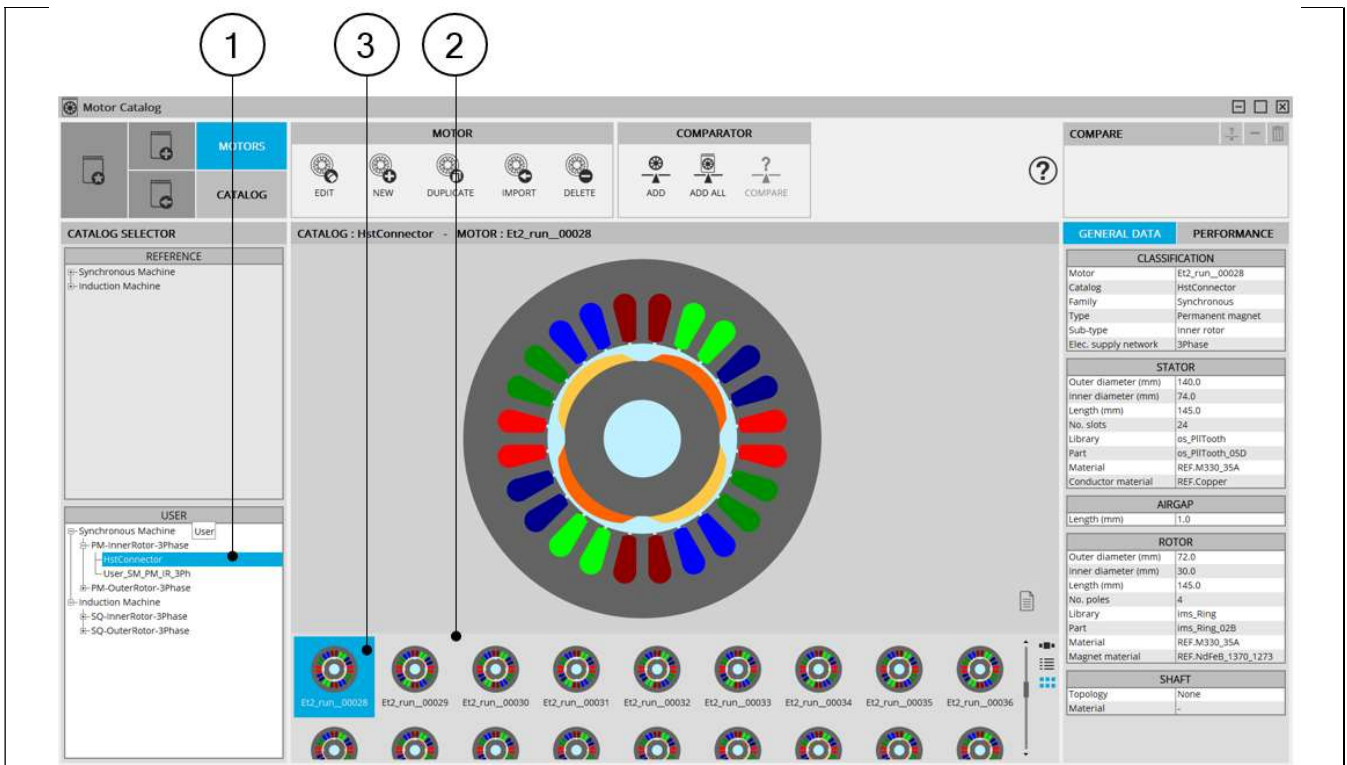 1 3 2
Motor Catalog
MOTORS
CATALOG
MOTOR
EDIT NEW DUPLICATE IMPORT DELETE
COMPARATOR
ADD ADD ALL COMPARE
?
COMPARE
CATALOG SELECTOR
REFERENCE
Synchronous Machine
Induction Machine
USER
Synchronous Machine User
PM-InnerRotor-3Phase
HstConnector
User_SM_PM_IR_3Ph
PM-OuterRotor-3Phase
Induction Machine
SQ-InnerRotor-3Phase
SQ-OuterRotor-3Phase
CATALOG : HstConnector - MOTOR : Et2_run__00028
Et2_run__00028 Et2_run__00029 Et2_run__00030 Et2_run__00031 Et2_run__00032 Et2_run__00033 Et2_run__00034 Et2_run__00035 Et2_run__00036
GENERAL DATA PERFORMANCE
CLASSIFICATION
Motor Et2_run__00028
Catalog HstConnector
Family Synchronous
Type Permanent magnet
Sub-type Inner rotor
Elec. supply network 3Phase
STATOR
Outer diameter (mm) 140.0
Inner diameter (mm) 74.0
Length (mm) 145.0
No. slots 24
Library os_PllTooth
Part os_PllTooth_05D
Material REF.M330_35A
Conductor material REF.Copper
AIRGAP
Length (mm) 1.0
ROTOR
Outer diameter (mm) 72.0
Inner diameter (mm) 30.0
Length (mm) 145.0
No. poles 4
Library ims_Ring
Part ims_Ring_02B
Material REF.M330_35A
Magnet material REF.NdFeB_1370_1273
SHAFT
Topology None
Material -